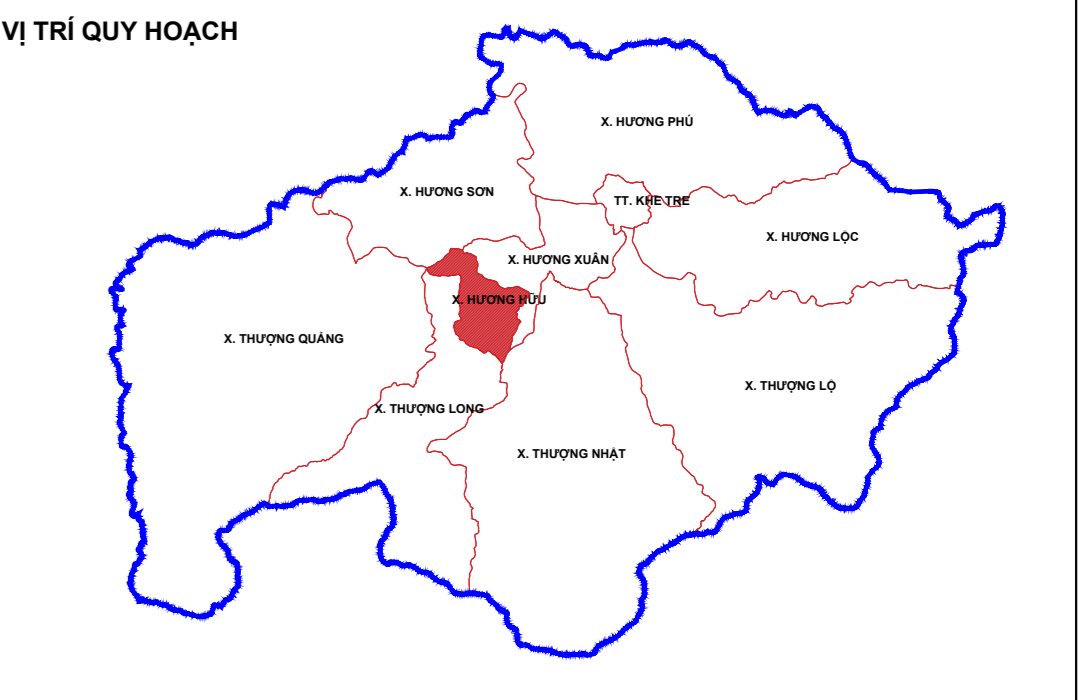 VỊ TRÍ QUY HOẠCH
X. HƯƠNG PHÚ
X. HƯƠNG SƠN
TT. KHE TRE
X. HƯƠNG LỘC
X. HƯƠNG XUÂN
X. HƯƠNG HỮU
X. THƯỢNG QUẢNG
X. THƯỢNG LỘ
X. THƯỢNG LONG
X. THƯỢNG NHẬT